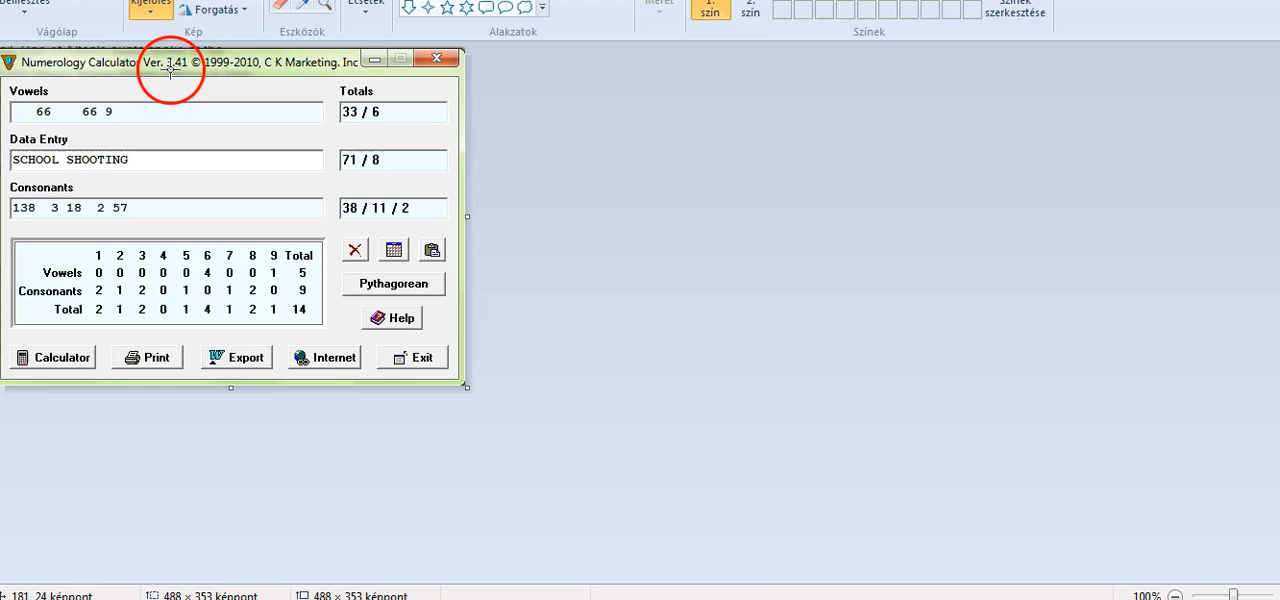 Kijelölés
Ecsetek
Méret
1.
2.
Színek
Forgatás
szín
szín
szerkesztése
Vágólap
Kép
Eszközök
Alakzatok
Színek
Numerology Calculator Ver. 1.41 © 1999-2010, C K Marketing. Inc
Vowels
Totals
66 66 9
33 / 6
Data Entry
SCHOOL SHOOTING
71 / 8
Consonants
138 3 18 2 57
38 / 11 / 2
1 2 3 4 5 6 7 8 9 Total
Vowels 0 0 0 0 0 4 0 0 1 5
Consonants 2 1 2 0 1 0 1 2 0 9
Total 2 1 2 0 1 4 1 2 1 14
Pythagorean
Help
Calculator
Print
Export
Internet
Exit
181, 24 képpont
488 × 353 képpont
488 × 353 képpont
100%